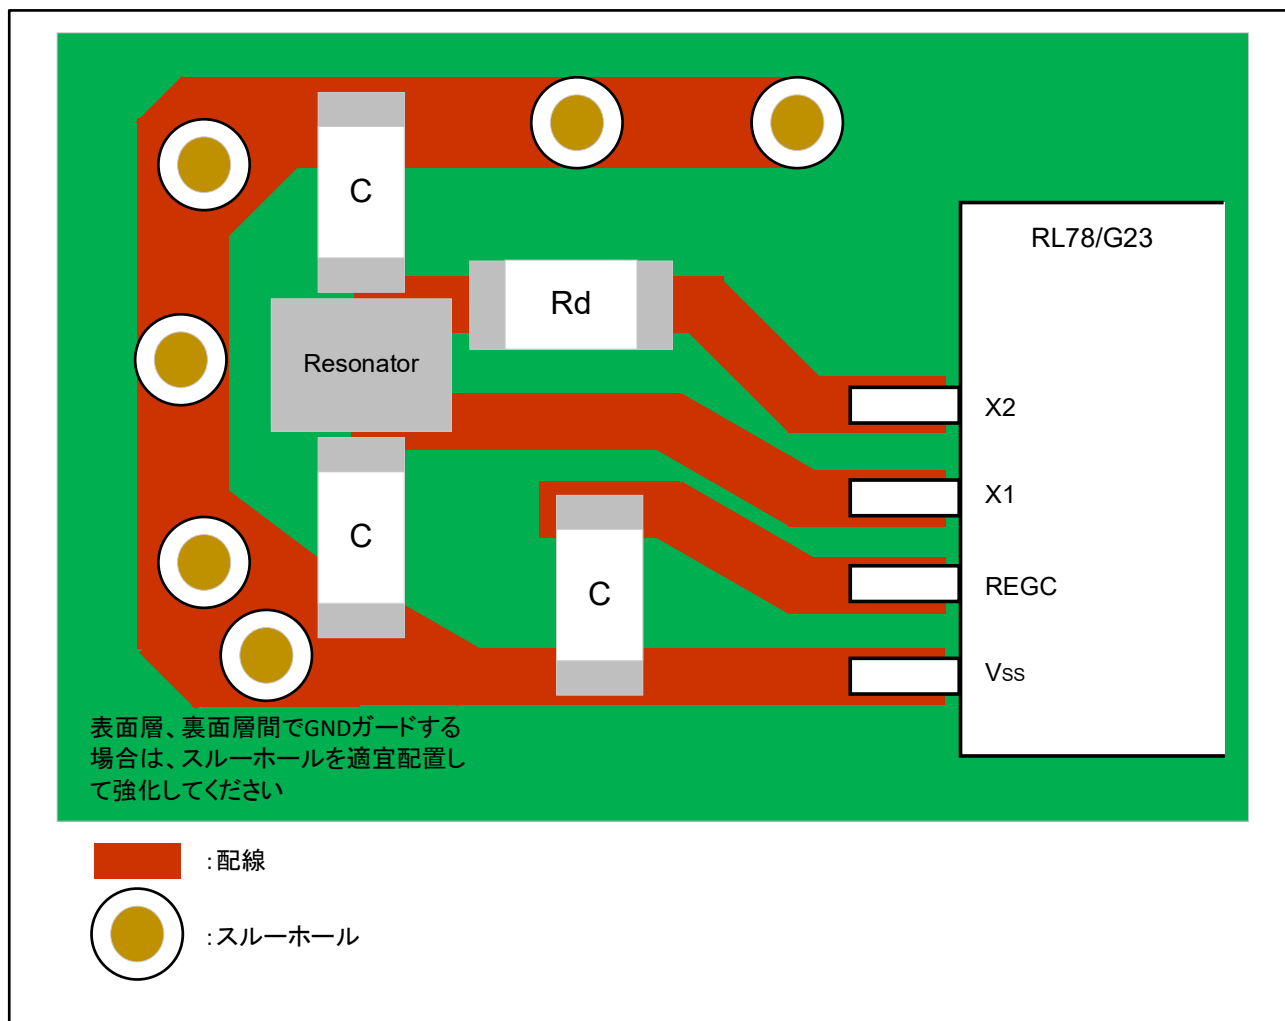 C
RL78/G23
Rd
Resonator
X2
X1
C
C
REGC
Vss
表面層、裏面層間でGNDガードする
場合は、スルーホールを適宜配置し
て強化してください
:配線
:スルーホール